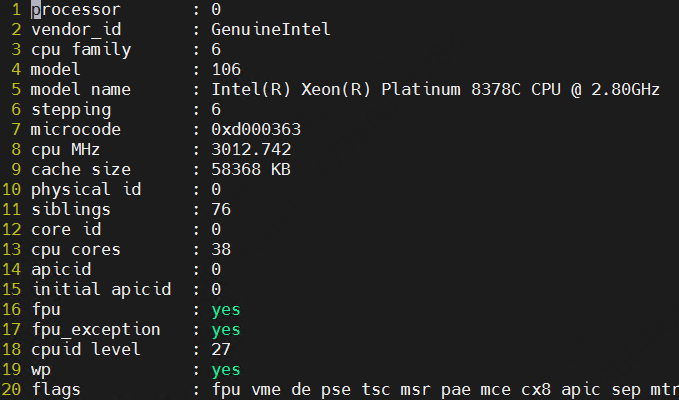 1 processor : 0
2 vendor_id : GenuineIntel
3 cpu family : 6
4 model : 106
5 model name : Intel(R) Xeon(R) Platinum 8378C CPU @ 2.80GHz
6 stepping : 6
7 microcode : 0xd000363
8 cpu MHz : 3012.742
9 cache size : 58368 KB
10 physical id : 0
11 siblings : 76
12 core id : 0
13 cpu cores : 38
14 apicid : 0
15 initial apicid : 0
16 fpu : yes
17 fpu_exception : yes
18 cpuid level : 27
19 wp : yes
20 flags : fpu vme de pse tsc msr pae mce cx8 apic sep mtr